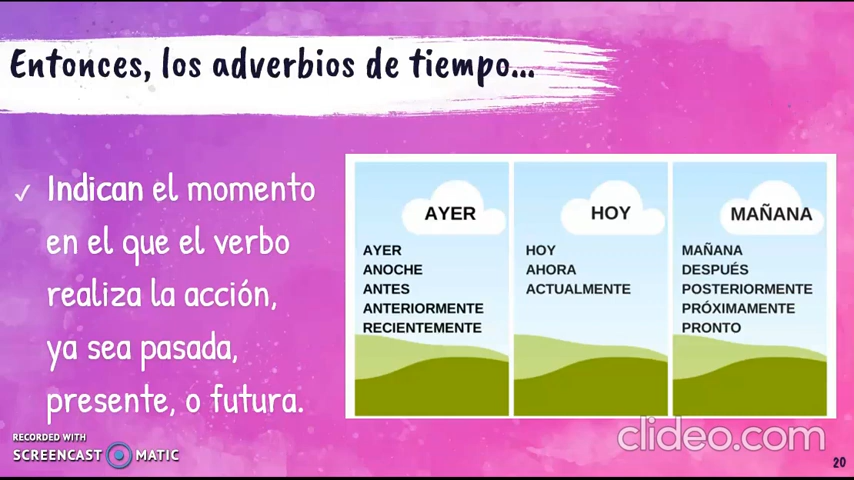 Entonces, los adverbios de tiempo...
✓ Indican el momento
en el que el verbo
realiza la acción,
ya sea pasada,
presente, o futura.
AYER
AYER
ANOCHE
ANTES
ANTERIORMENTE
RECIENTEMENTE
HOY
HOY
AHORA
ACTUALMENTE
MAÑANA
MAÑANA
DESPUÉS
POSTERIORMENTE
PRÓXIMAMENTE
PRONTO
RECORDED WITH
SCREENCAST MATIC
clideo.com
20